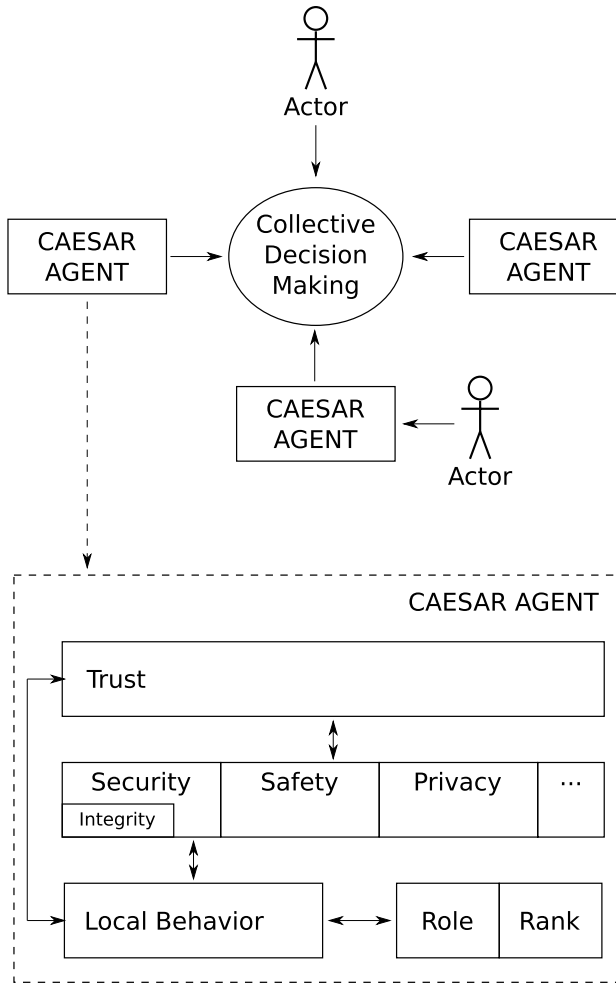 Actor
Collective
Decision
Making
CAESAR
AGENT
CAESAR
AGENT
CAESAR
AGENT
Actor
CAESAR AGENT
Trust
Security
Safety
Privacy
...
Integrity
Local Behavior
Role
Rank